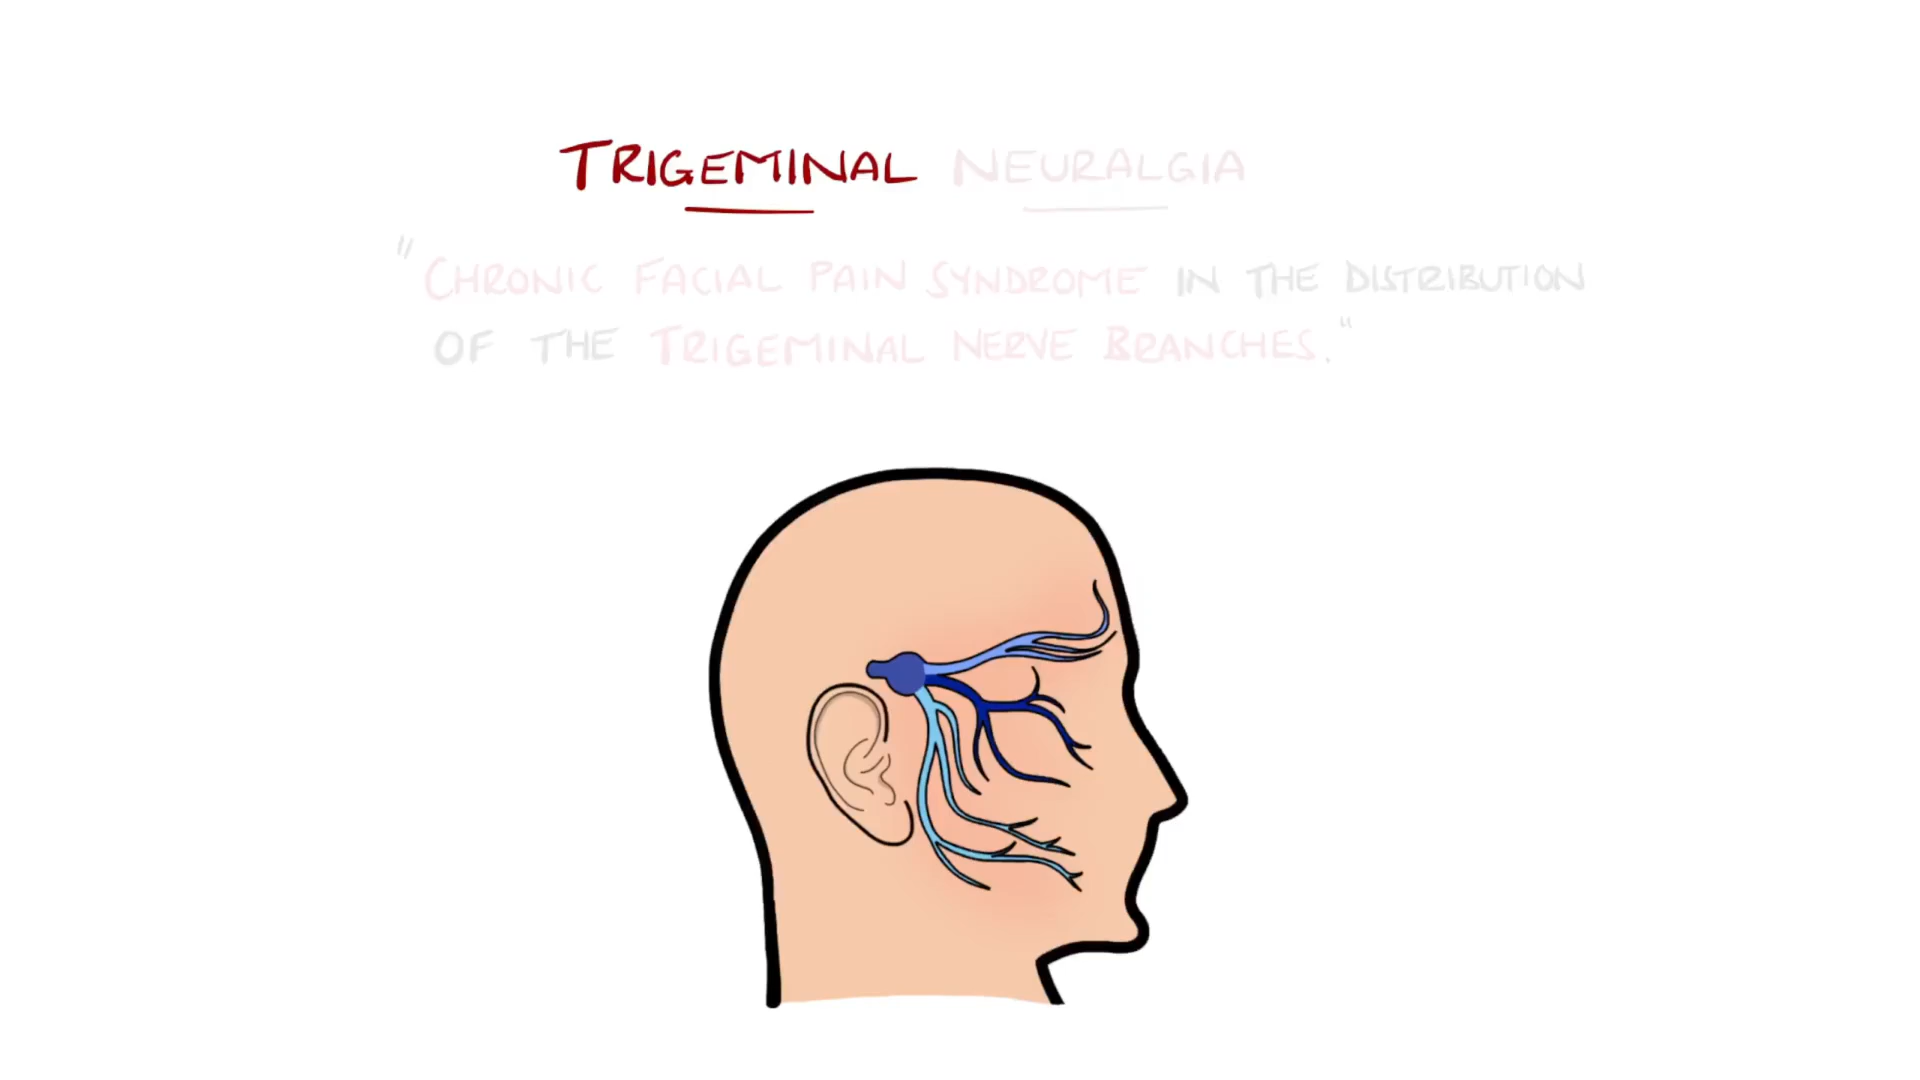 TRIGEMINAL NEURALGIA
"CHRONIC FACIAL PAIN SYNDROME IN THE DISTRIBUTION
OF THE TRIGEMINAL NERVE BRANCHES."